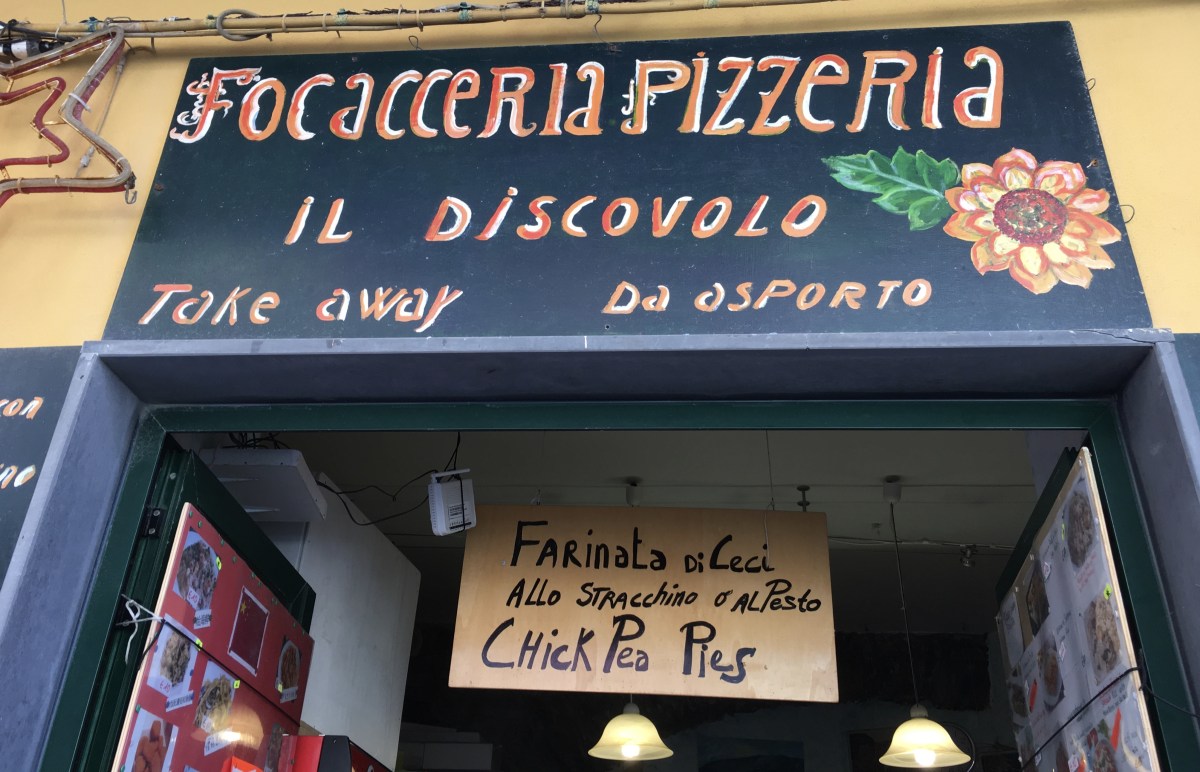 Focacceria Pizzeria
iL Discovolo
Take away Da asporto
Farinata Di Ceci
Allo Stracchino o al Pesto
Chick Pea Pies